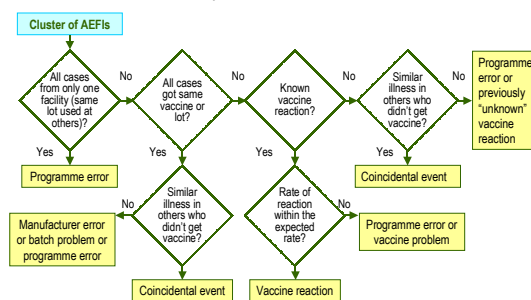 Cluster of AEFIs
All cases
from only one
facility (same
lot used at
others)?
No
All cases
got same
vaccine or
lot?
No
Known
vaccine
reaction?
No
Similar
illness in
others who
didn't get
vaccine?
No
Programme
error or
previously
“unknown”
vaccine
reaction
Yes
Yes
Yes
Yes
Programme error
Similar
illness in
others who
didn't get
vaccine?
Rate of
reaction
within the
expected
rate?
Coincidental event
No
Manufacturer error
or batch problem or
programme error
No
Programme error or
vaccine problem
Yes
Yes
Coincidental event
Vaccine reaction